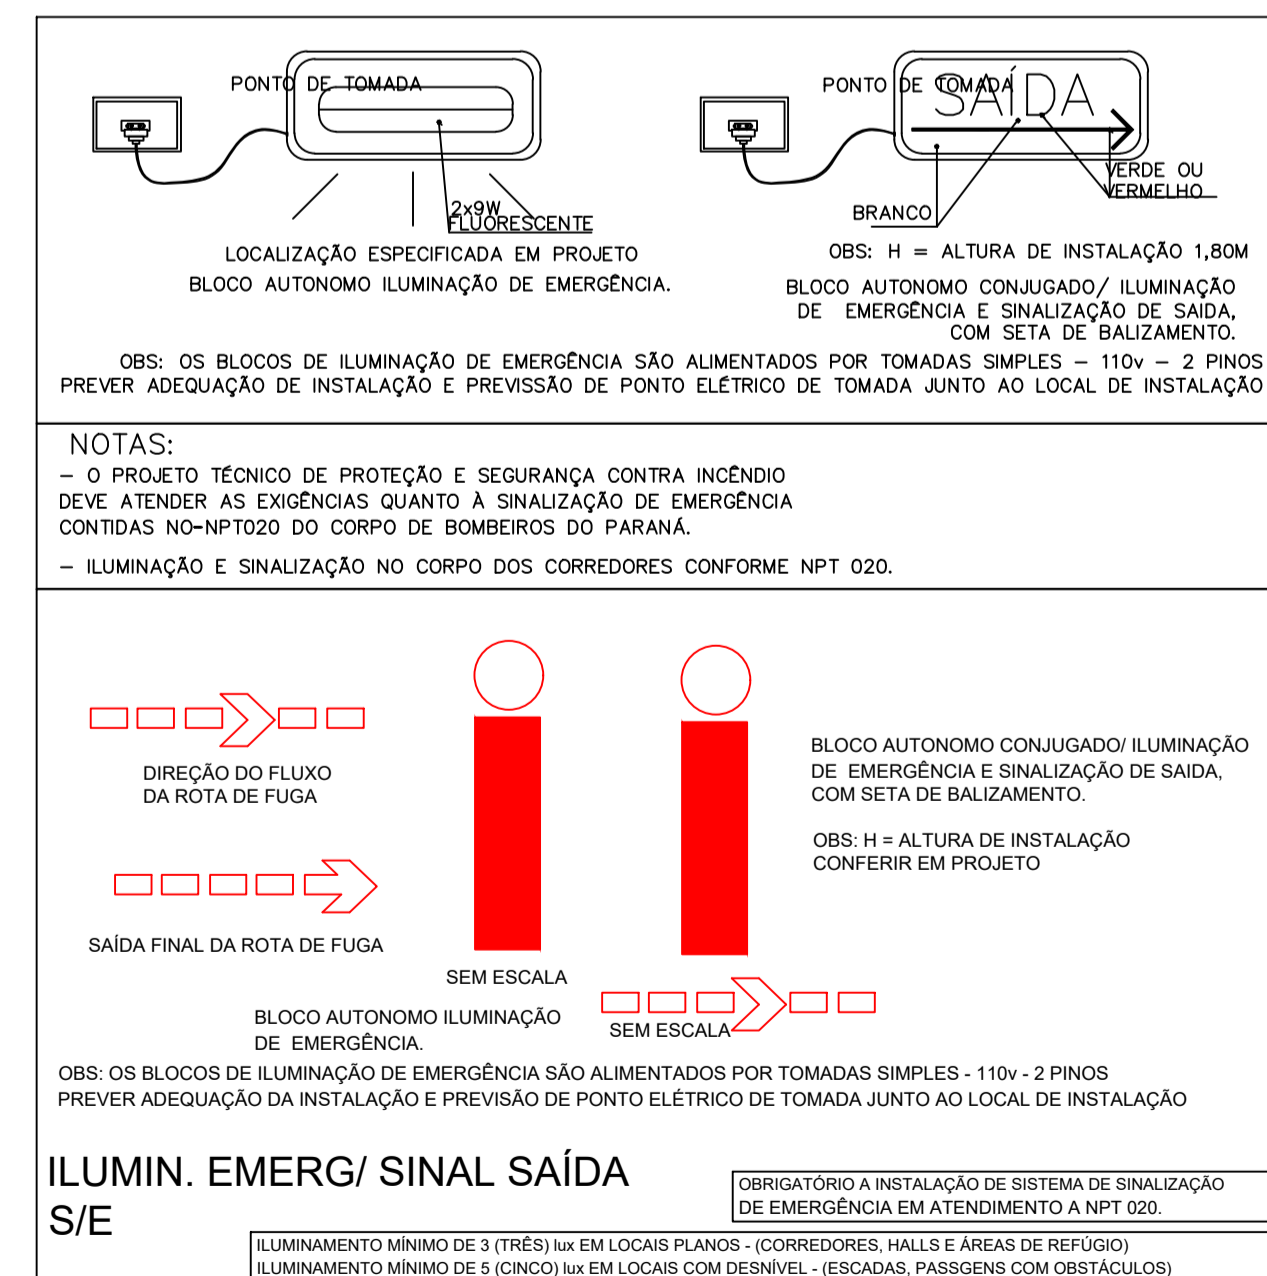 PONTO DE TOMADA
2x9W
FLUORESCENTE
LOCALIZAÇÃO ESPECIFICADA EM PROJETO
BLOCO AUTONOMO ILUMINAÇÃO DE EMERGÊNCIA.
PONTO DE TOMADA
SAÍDA
VERDE OU
VERMELHO
BRANCO
OBS: H = ALTURA DE INSTALAÇÃO 1,80M
BLOCO AUTONOMO CONJUGADO/ ILUMINAÇÃO
DE EMERGÊNCIA E SINALIZAÇÃO DE SAIDA,
COM SETA DE BALIZAMENTO.
OBS: OS BLOCOS DE ILUMINAÇÃO DE EMERGÊNCIA SÃO ALIMENTADOS POR TOMADAS SIMPLES – 110v – 2 PINOS
PREVER ADEQUAÇÃO DE INSTALAÇÃO E PREVISSÃO DE PONTO ELÉTRICO DE TOMADA JUNTO AO LOCAL DE INSTALAÇÃO
NOTAS:
– O PROJETO TÉCNICO DE PROTEÇÃO E SEGURANÇA CONTRA INCÊNDIO
DEVE ATENDER AS EXIGÊNCIAS QUANTO À SINALIZAÇÃO DE EMERGÊNCIA
CONTIDAS NO-NPT020 DO CORPO DE BOMBEIROS DO PARANÁ.
– ILUMINAÇÃO E SINALIZAÇÃO NO CORPO DOS CORREDORES CONFORME NPT 020.
DIREÇÃO DO FLUXO
DA ROTA DE FUGA
SAÍDA FINAL DA ROTA DE FUGA
SEM ESCALA
BLOCO AUTONOMO ILUMINAÇÃO
DE EMERGÊNCIA.
SEM ESCALA
BLOCO AUTONOMO CONJUGADO/ ILUMINAÇÃO
DE EMERGÊNCIA E SINALIZAÇÃO DE SAIDA,
COM SETA DE BALIZAMENTO.
OBS: H = ALTURA DE INSTALAÇÃO
CONFERIR EM PROJETO
OBS: OS BLOCOS DE ILUMINAÇÃO DE EMERGÊNCIA SÃO ALIMENTADOS POR TOMADAS SIMPLES - 110v - 2 PINOS
PREVER ADEQUAÇÃO DA INSTALAÇÃO E PREVISÃO DE PONTO ELÉTRICO DE TOMADA JUNTO AO LOCAL DE INSTALAÇÃO
ILUMIN. EMERG/ SINAL SAÍDA
S/E
OBRIGATÓRIO A INSTALAÇÃO DE SISTEMA DE SINALIZAÇÃO
DE EMERGÊNCIA EM ATENDIMENTO A NPT 020.
ILUMINAMENTO MÍNIMO DE 3 (TRÊS) lux EM LOCAIS PLANOS - (CORREDORES, HALLS E ÁREAS DE REFÚGIO)
ILUMINAMENTO MÍNIMO DE 5 (CINCO) lux EM LOCAIS COM DESNÍVEL - (ESCADAS, PASSGENS COM OBSTÁCULOS)